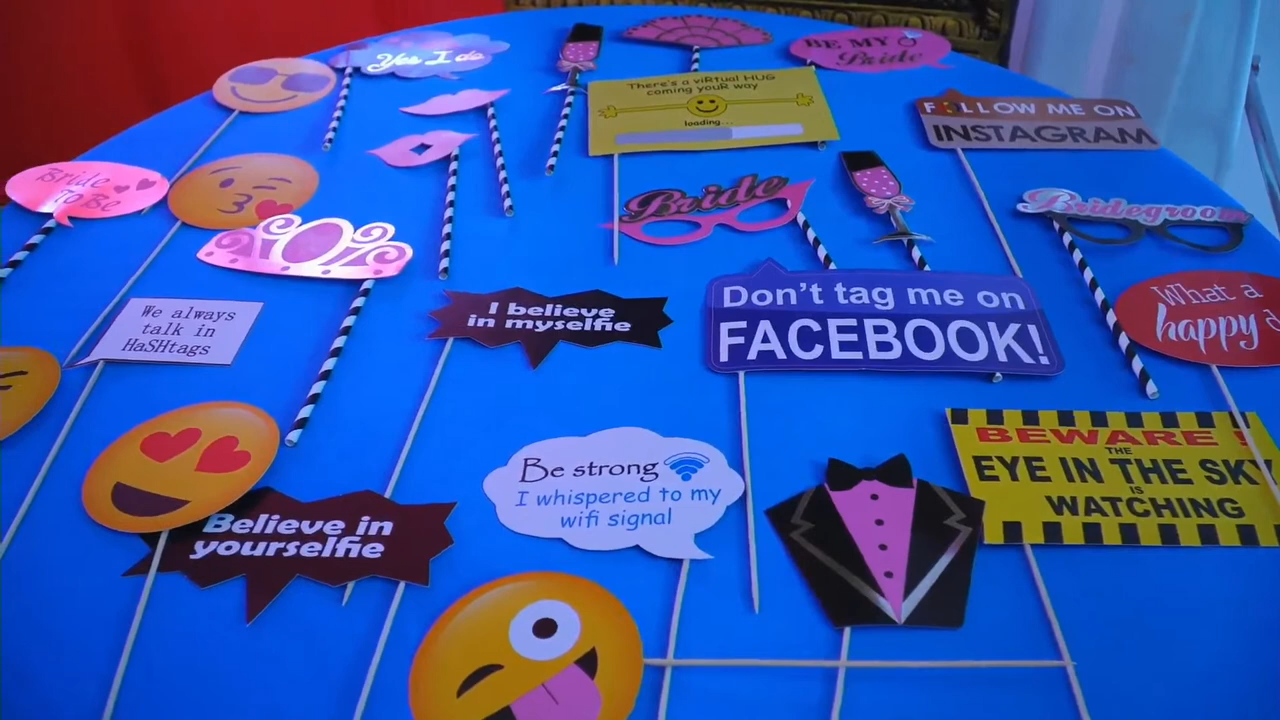 Yes I do
BE MY
Bride
There's a viRtual HUG
coming youR way
loading...
FOLLOW ME ON
INSTAGRAM
Bride
To Be
Bride
Bridegroom
We always
talk in
HaSHtags
I believe
in myselfie
Don't tag me on
FACEBOOK!
What a
happy
BEWARE !
THE
EYE IN THE SKY
IS
WATCHING
Be strong
I whispered to my
wifi signal
Believe in
yourselfie